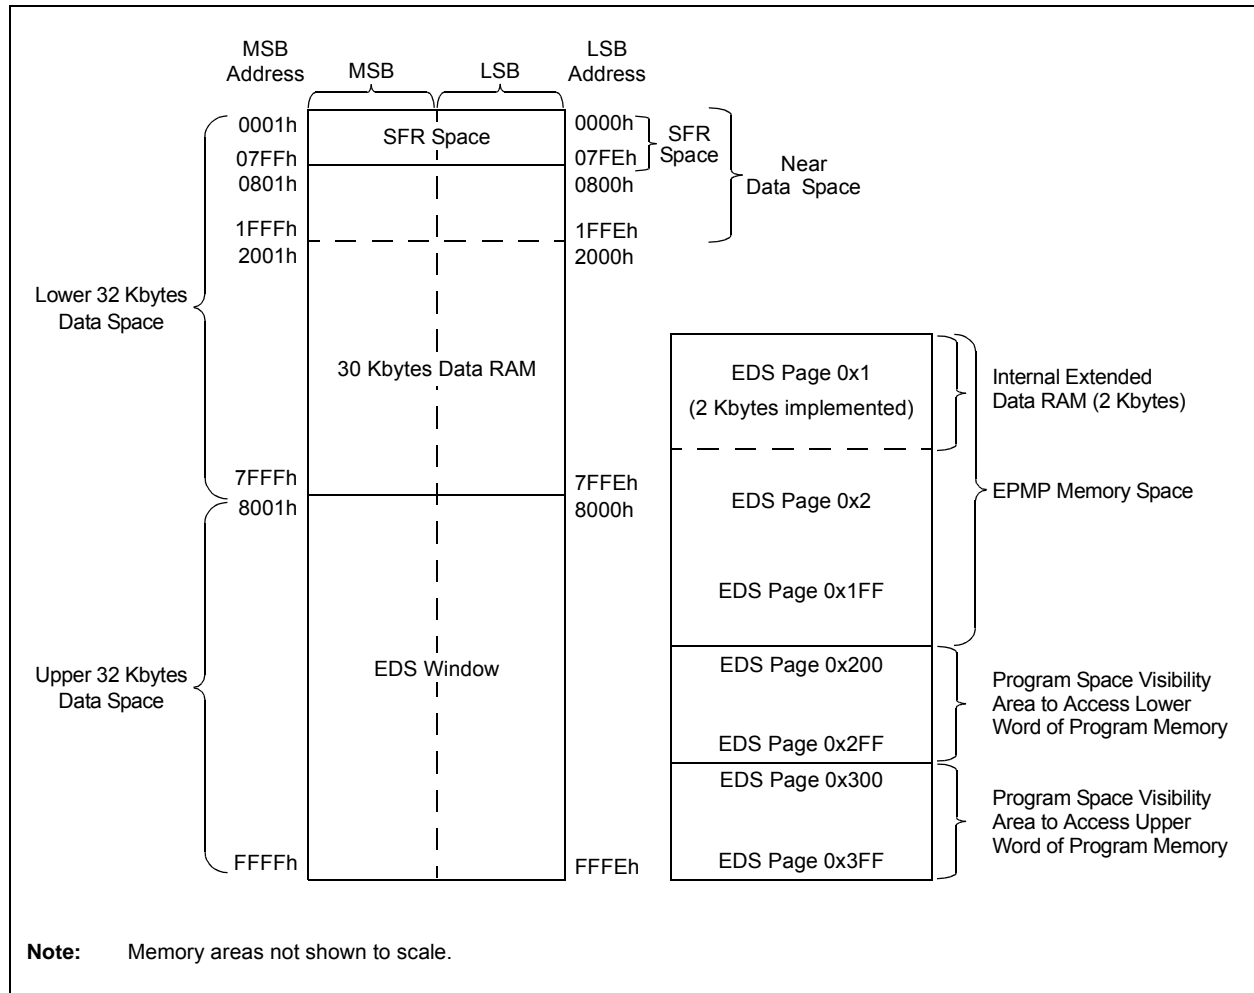 MSB
Address
MSB
LSB
LSB
Address
0001h
SFR Space
0000h
SFR
Space
07FFh
07FEh
0801h
0800h
Near
Data Space
1FFFh
1FFEh
2001h
2000h
Lower 32 Kbytes
Data Space
30 Kbytes Data RAM
7FFFh
7FFEh
8001h
8000h
Upper 32 Kbytes
Data Space
EDS Window
FFFFh
FFFEh
EDS Page 0x1
(2 Kbytes implemented)
Internal Extended
Data RAM (2 Kbytes)
EDS Page 0x2
EPMP Memory Space
EDS Page 0x1FF
EDS Page 0x200
EDS Page 0x2FF
Program Space Visibility
Area to Access Lower
Word of Program Memory
EDS Page 0x300
EDS Page 0x3FF
Program Space Visibility
Area to Access Upper
Word of Program Memory
Note: Memory areas not shown to scale.